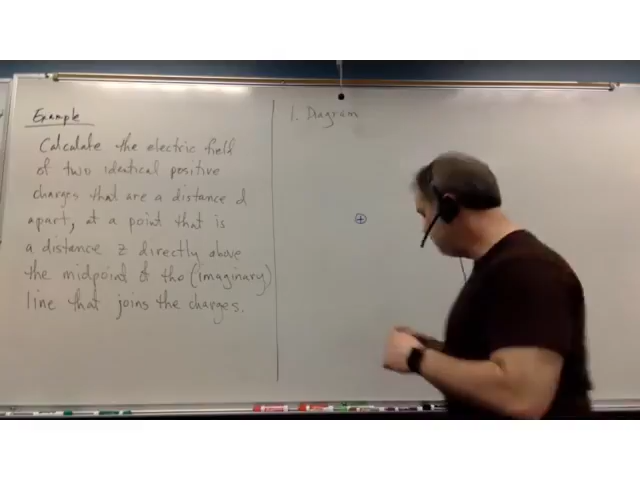 Example
Calculate the electric field
of two identical positive
charges that are a distance d
apart, at a point that is
a distance z directly above
the midpoint of the (imaginary)
line that joins the charges.
1. Diagram
+